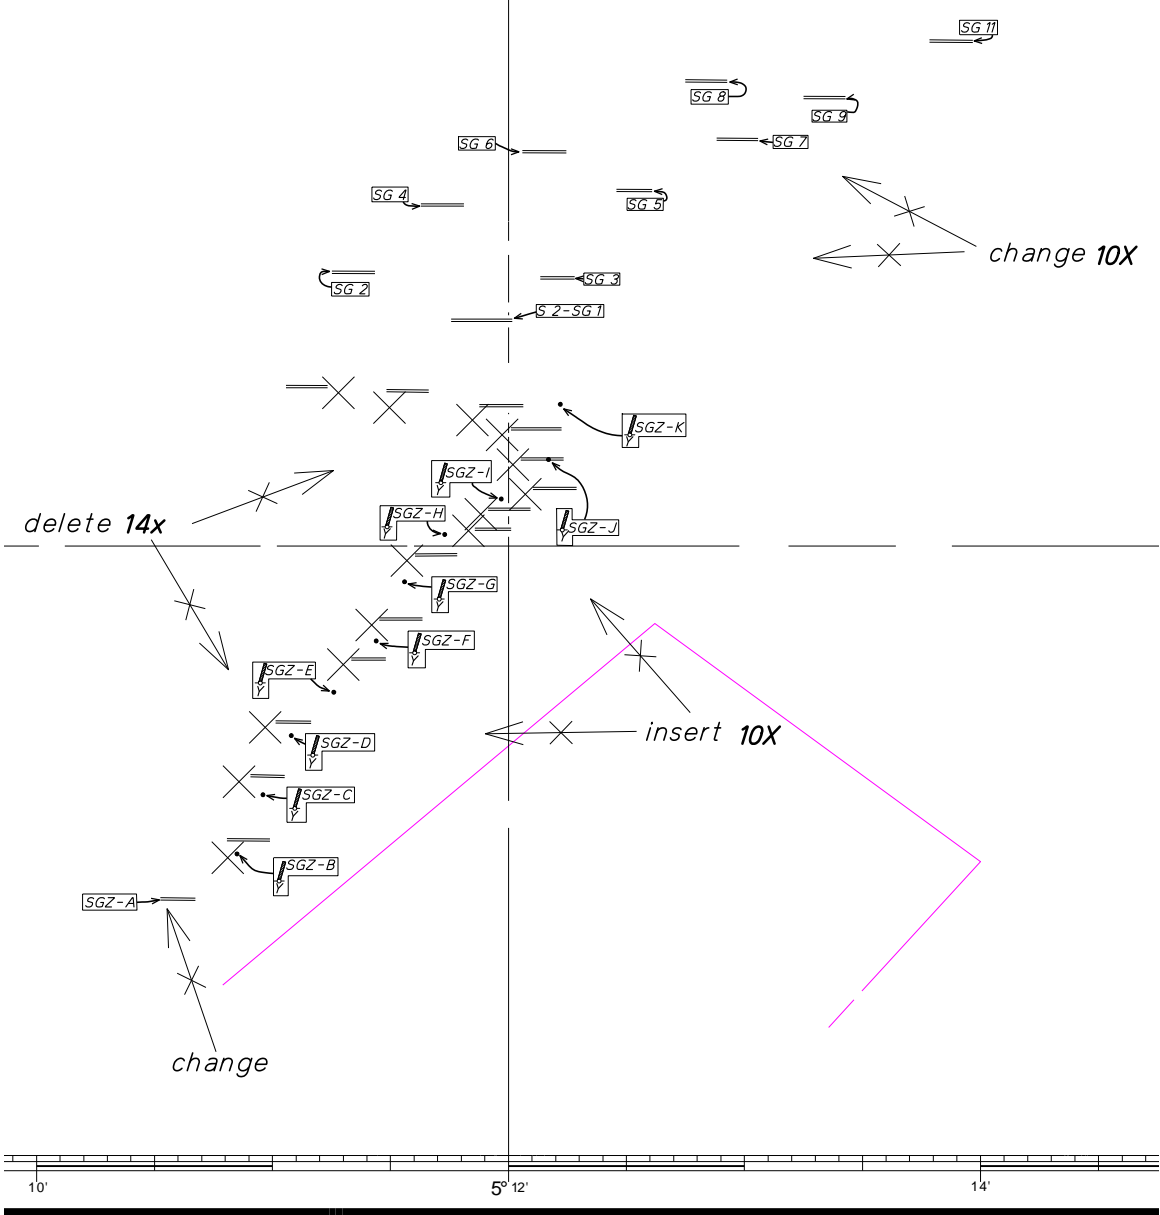 SG 11
SG 8
SG 9
SG 6
SG 7
SG 4
SG 5
change 10X
SG 2
SG 3
S 2-SG 1
SGZ-K
SGZ-I
SGZ-H
delete 14x
SGZ-J
SGZ-G
SGZ-F
SGZ-E
insert 10X
SGZ-D
SGZ-C
SGZ-B
SGZ-A
change
10' 5° 12' 14'